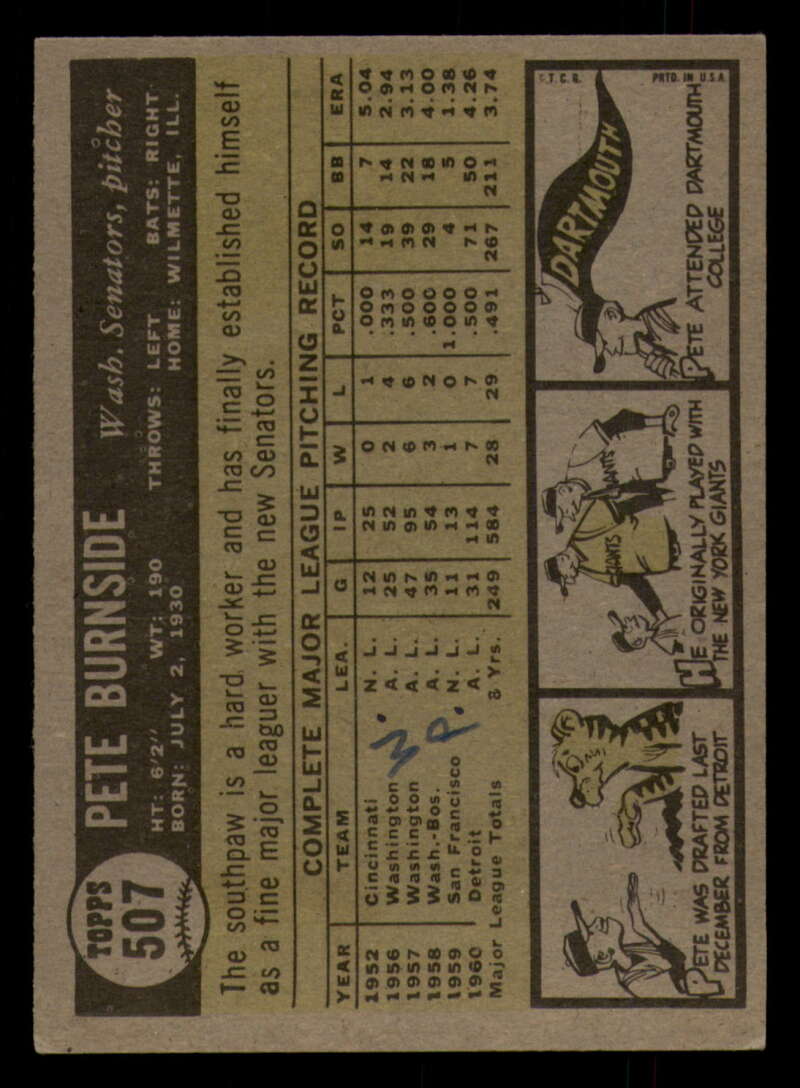 TOPPS
507
PETE BURNSIDE
Wash. Senators, pitcher
HT: 6'2" WT: 190 THROWS: LEFT BATS: RIGHT
BORN: JULY 2, 1930 HOME: WILMETTE, ILL.
The southpaw is a hard worker and has finally established himself
as a fine major leaguer with the new Senators.
COMPLETE MAJOR LEAGUE PITCHING RECORD
YEAR TEAM LEA. G IP W L PCT SO BB ERA
1952 Cincinnati N. L. 12 25 0 1 .000 14 7 5.04
1956 Washington A. L. 25 52 2 4 .333 19 14 2.94
1957 Washington A. L. 47 95 6 6 .500 39 22 3.13
1958 Wash.-Bos. A. L. 35 54 3 2 .600 29 18 4.00
1959 San Francisco N. L. 11 13 1 0 1.000 4 5 1.38
1960 Detroit A. L. 31 114 7 7 .500 71 50 4.26
Major League Totals 8 Yrs. 249 584 28 29 .491 267 211 3.74
PETE WAS DRAFTED LAST
DECEMBER FROM DETROIT
GIANTS
GIANTS
HE ORIGINALLY PLAYED WITH
THE NEW YORK GIANTS
T.C.G. PRTD. IN U.S.A.
DARTMOUTH
PETE ATTENDED DARTMOUTH
COLLEGE